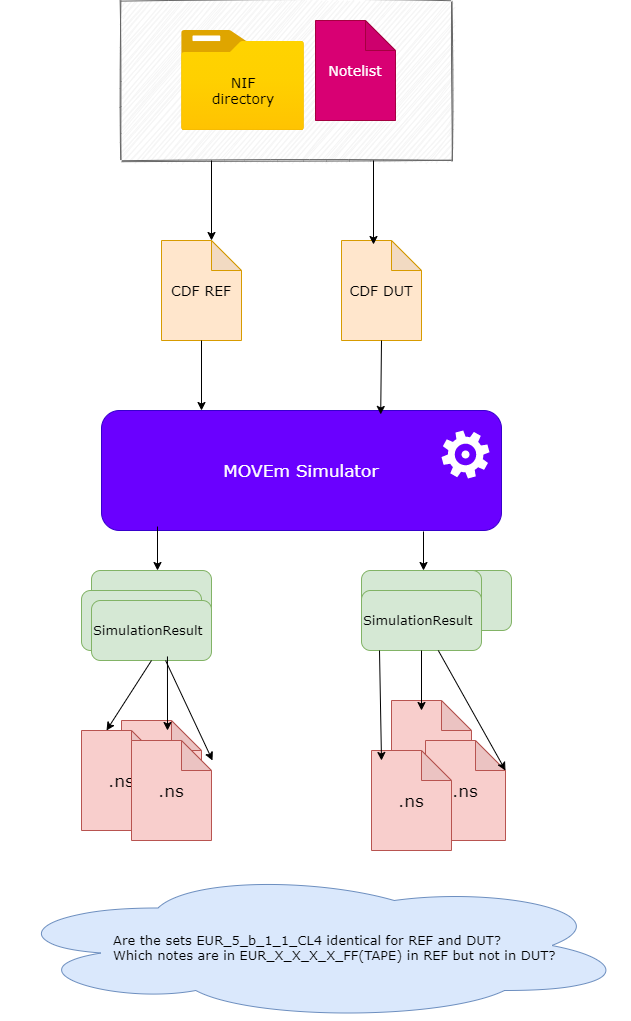 NIF
directory
Notelist
CDF REF
CDF DUT
MOVEm Simulator
SimulationResult
SimulationResult
.ns
.ns
.ns
.ns
Are the sets EUR_5_b_1_1_CL4 identical for REF and DUT?
Which notes are in EUR_X_X_X_X_FF(TAPE) in REF but not in DUT?